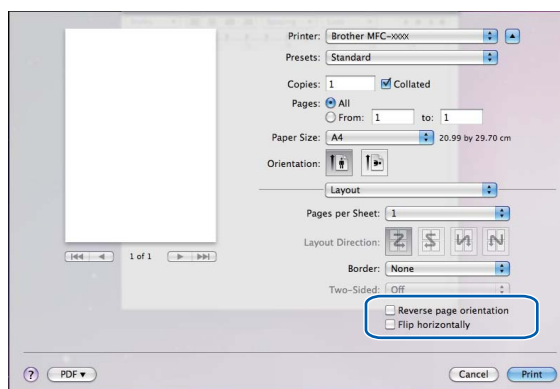 Printer: Brother MFC-xxxx
Presets: Standard
Copies: 1 Collated
Pages: All
From: 1 to: 1
Paper Size: A4 20.99 by 29.70 cm
Orientation:
Layout
Pages per Sheet: 1
Layout Direction:
Border: None
Two-Sided: Off
Reverse page orientation
Flip horizontally
1 of 1
? PDF▼ Cancel Print